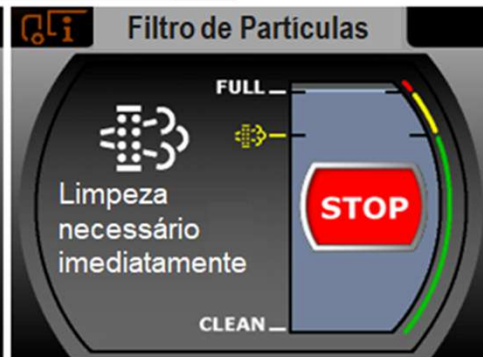 Filtro de Partículas
FULL
Limpeza
necessário
imediatamente
STOP
CLEAN